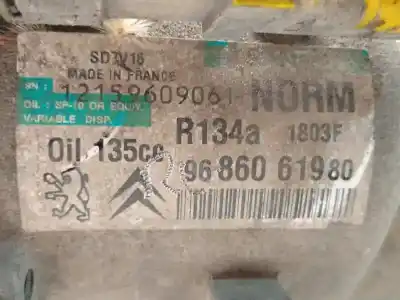 SD7V16
MADE IN FRANCE
SN : 12159609061 NORM
OIL : SP-10 OR EQUIV.
VARIABLE DISP.
R134a 1803F
Oil 135cc
96 860 619 80